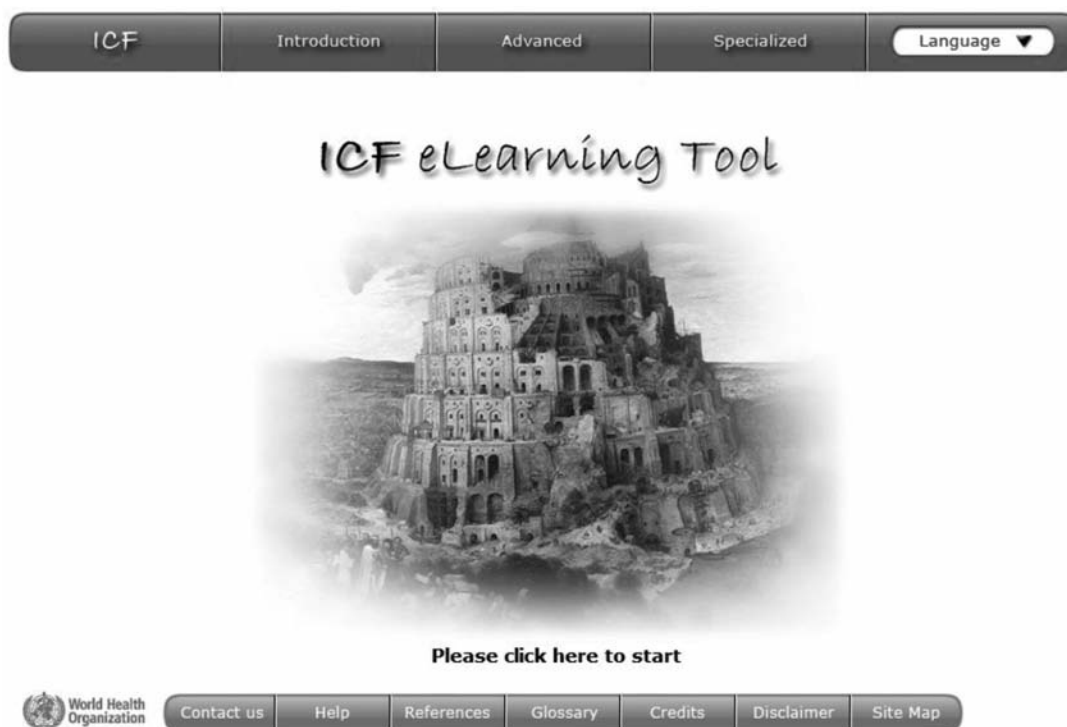 ICF Introduction Advanced Specialized Language ▼
ICF eLearning Tool
Please click here to start
World Health
Organization
Contact us Help References Glossary Credits Disclaimer Site Map